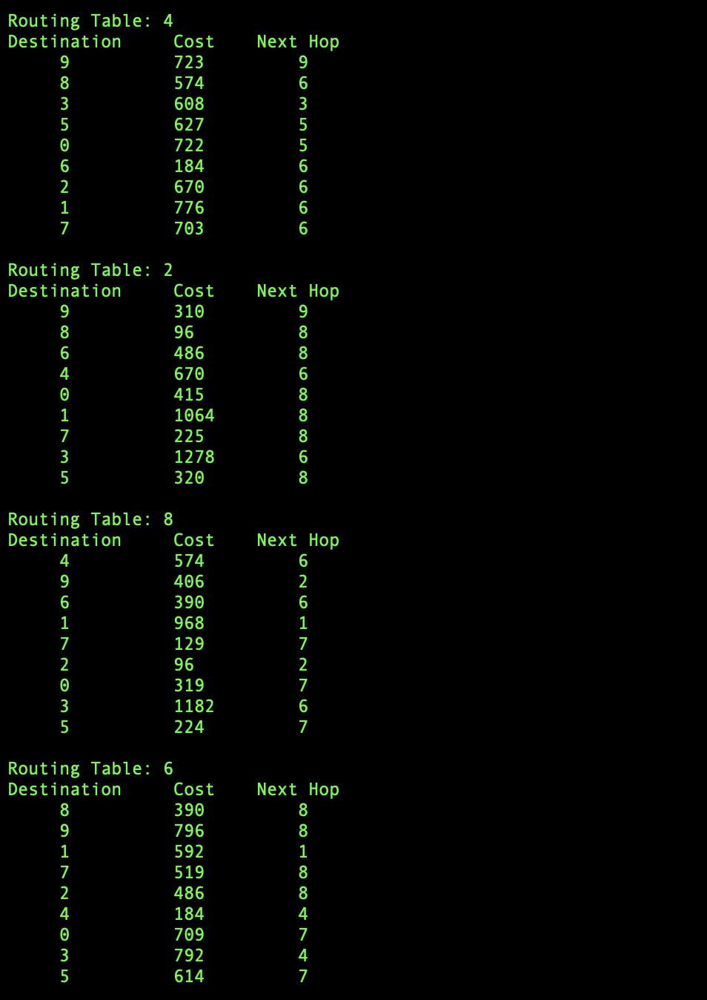 Routing Table: 4
Destination     Cost    Next Hop
     9          723         9
     8          574         6
     3          608         3
     5          627         5
     0          722         5
     6          184         6
     2          670         6
     1          776         6
     7          703         6

Routing Table: 2
Destination     Cost    Next Hop
     9          310         9
     8          96          8
     6          486         8
     4          670         6
     0          415         8
     1          1064        8
     7          225         8
     3          1278        6
     5          320         8

Routing Table: 8
Destination     Cost    Next Hop
     4          574         6
     9          406         2
     6          390         6
     1          968         1
     7          129         7
     2          96          2
     0          319         7
     3          1182        6
     5          224         7

Routing Table: 6
Destination     Cost    Next Hop
     8          390         8
     9          796         8
     1          592         1
     7          519         8
     2          486         8
     4          184         4
     0          709         7
     3          792         4
     5          614         7